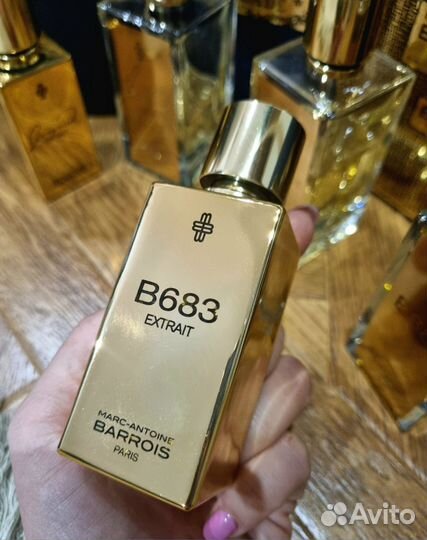 B683
EXTRAIT
MARC-ANTOINE
BARROIS
PARIS
Avito